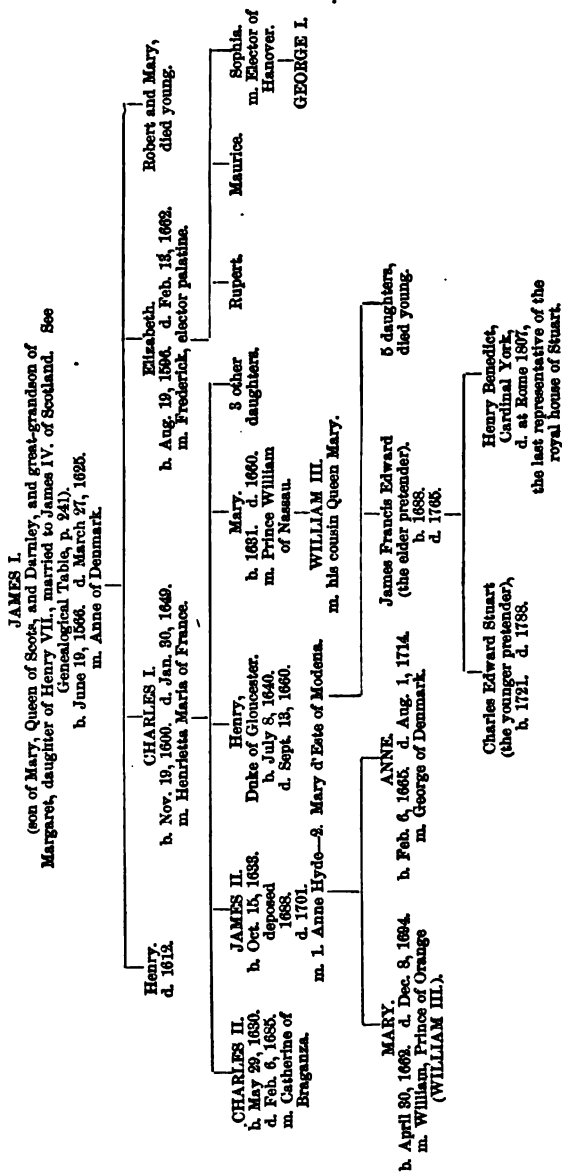 JAMES I.
(son of Mary, Queen of Scots, and Darnley, and great-grandson of
Margaret, daughter of Henry VII., married to James IV. of Scotland. See
Genealogical Table, p. 241).
b. June 19, 1566. d. March 27, 1625.
m. Anne of Denmark.
Henry.
d. 1612.
CHARLES I.
b. Nov. 19, 1600. d. Jan. 30, 1649.
m. Henrietta Maria of France.
Elizabeth.
b. Aug. 19, 1596. d. Feb. 13, 1662.
m. Frederick, elector palatine.
Robert and Mary,
died young.
CHARLES II.
b. May 29, 1630.
d. Feb. 6, 1685.
m. Catherine of
Braganza.
JAMES II.
b. Oct. 15, 1633.
deposed
1688.
d. 1701.
m. 1. Anne Hyde—2. Mary d'Este of Modena.
Henry,
Duke of Gloucester.
b. July 8, 1640.
d. Sept. 13, 1660.
Mary.
b. 1631. d. 1660.
m. Prince William
of Nassau.
WILLIAM III.
m. his cousin Queen Mary.
3 other
daughters.
Rupert.
Maurice.
Sophia.
m. Elector of
Hanover.
GEORGE I.
MARY.
b. April 30, 1662. d. Dec. 8, 1694.
m. William, Prince of Orange
(WILLIAM III.).
ANNE.
b. Feb. 6, 1665. d. Aug. 1, 1714.
m. George of Denmark.
James Francis Edward
(the elder pretender).
b. 1688.
d. 1765.
5 daughters,
died young.
Charles Edward Stuart
(the younger pretender),
b. 1721. d. 1788.
Henry Benedict,
Cardinal York,
d. at Rome 1807,
the last representative of the
royal house of Stuart.